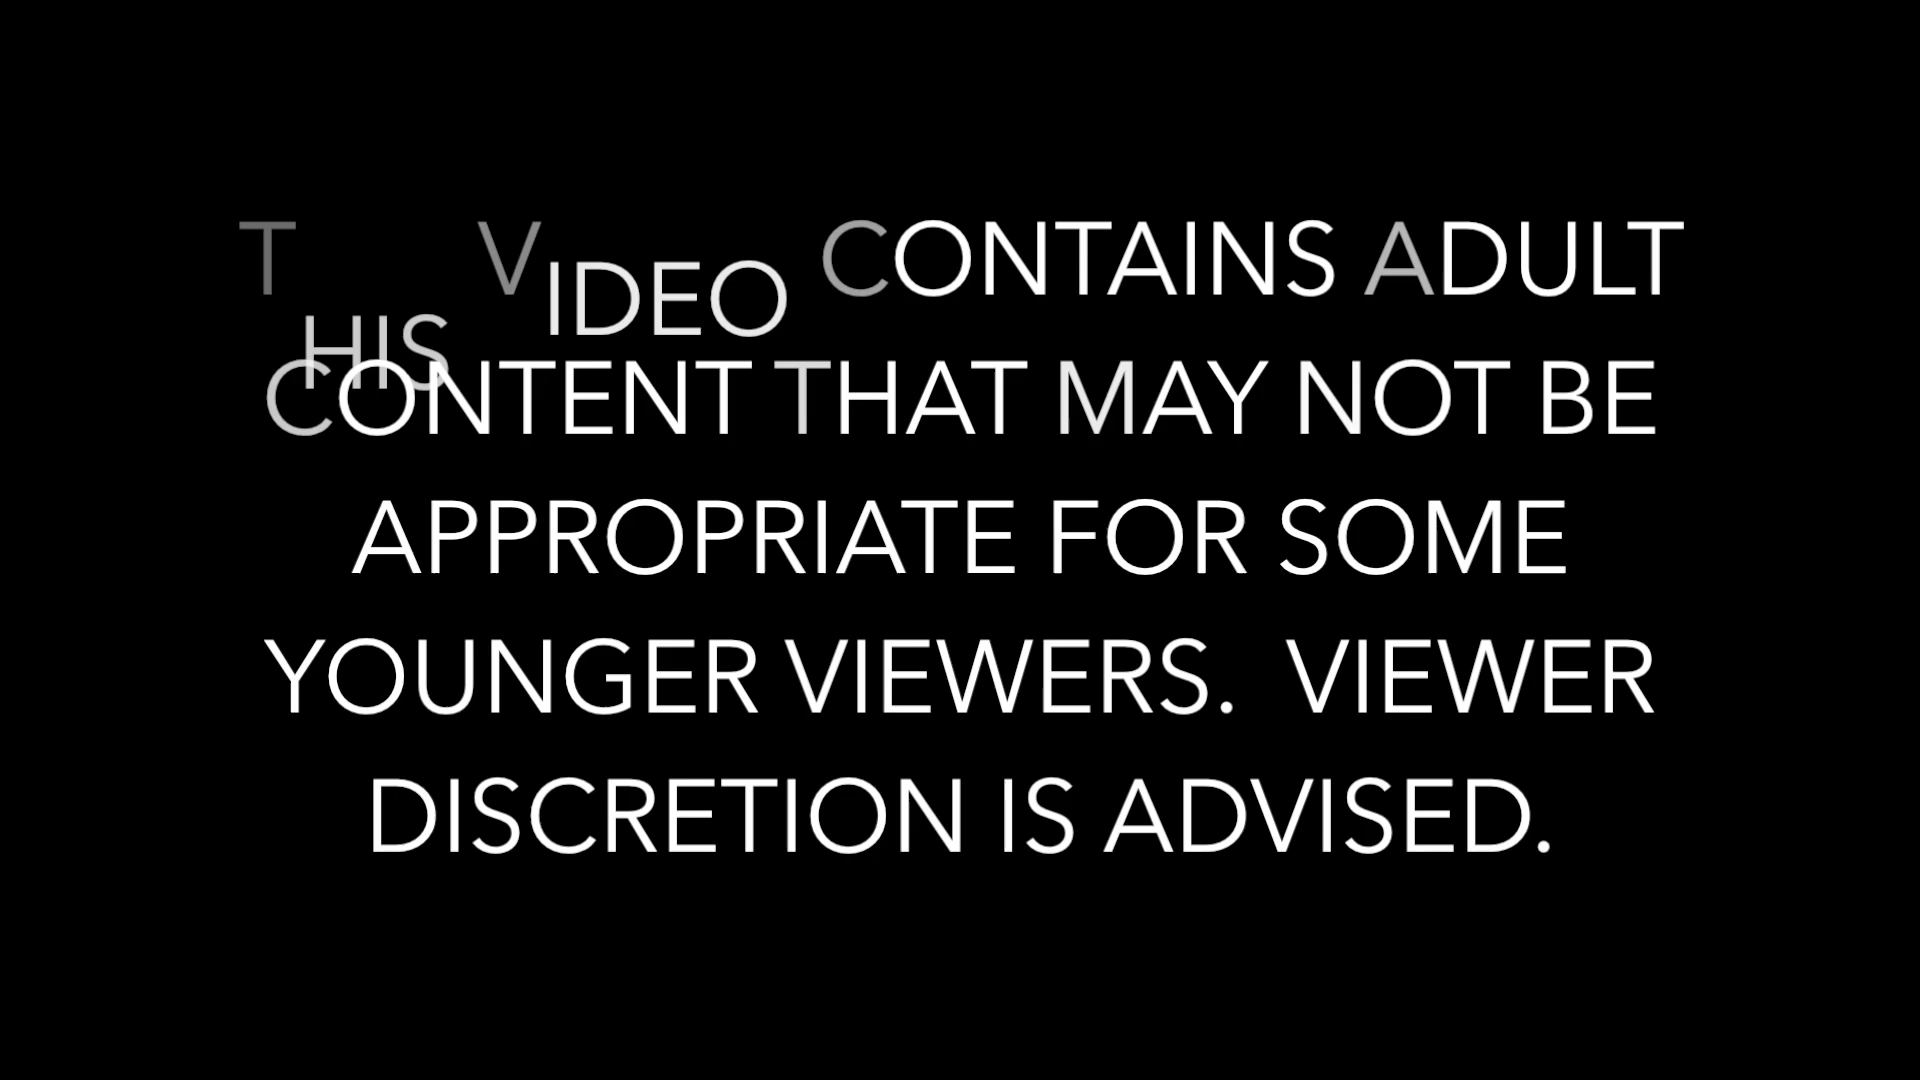 THIS VIDEO CONTAINS ADULT
CONTENT THAT MAY NOT BE
APPROPRIATE FOR SOME
YOUNGER VIEWERS.  VIEWER
DISCRETION IS ADVISED.